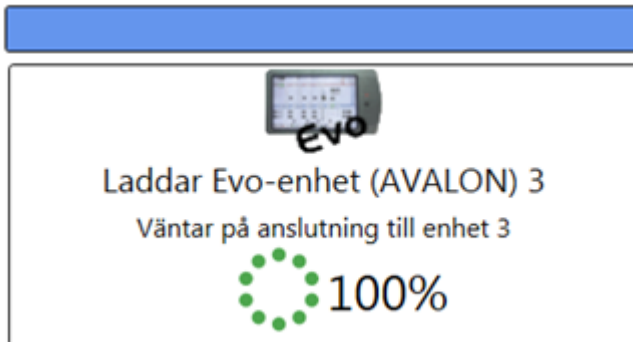 Evo
Laddar Evo-enhet (AVALON) 3
Väntar på anslutning till enhet 3
100%